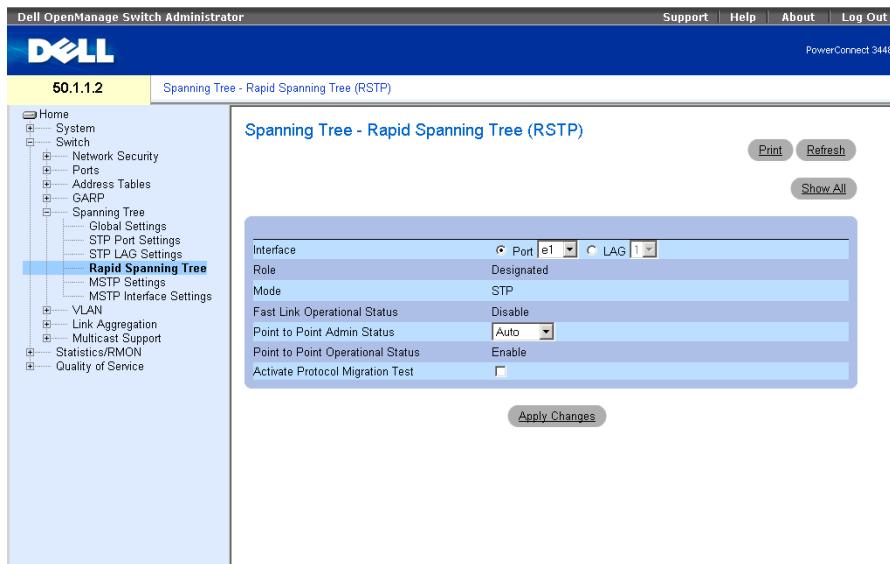 Dell OpenManage Switch Administrator
Support Help About Log Out
DELL
PowerConnect 3448
50.1.1.2
Spanning Tree - Rapid Spanning Tree (RSTP)
Home
System
Switch
Network Security
Ports
Address Tables
GARP
Spanning Tree
Global Settings
STP Port Settings
STP LAG Settings
Rapid Spanning Tree
MSTP Settings
MSTP Interface Settings
VLAN
Link Aggregation
Multicast Support
Statistics/RMON
Quality of Service
Spanning Tree - Rapid Spanning Tree (RSTP)
Print Refresh
Show All
Interface Port e1 LAG 1
Role Designated
Mode STP
Fast Link Operational Status Disable
Point to Point Admin Status Auto
Point to Point Operational Status Enable
Activate Protocol Migration Test
Apply Changes